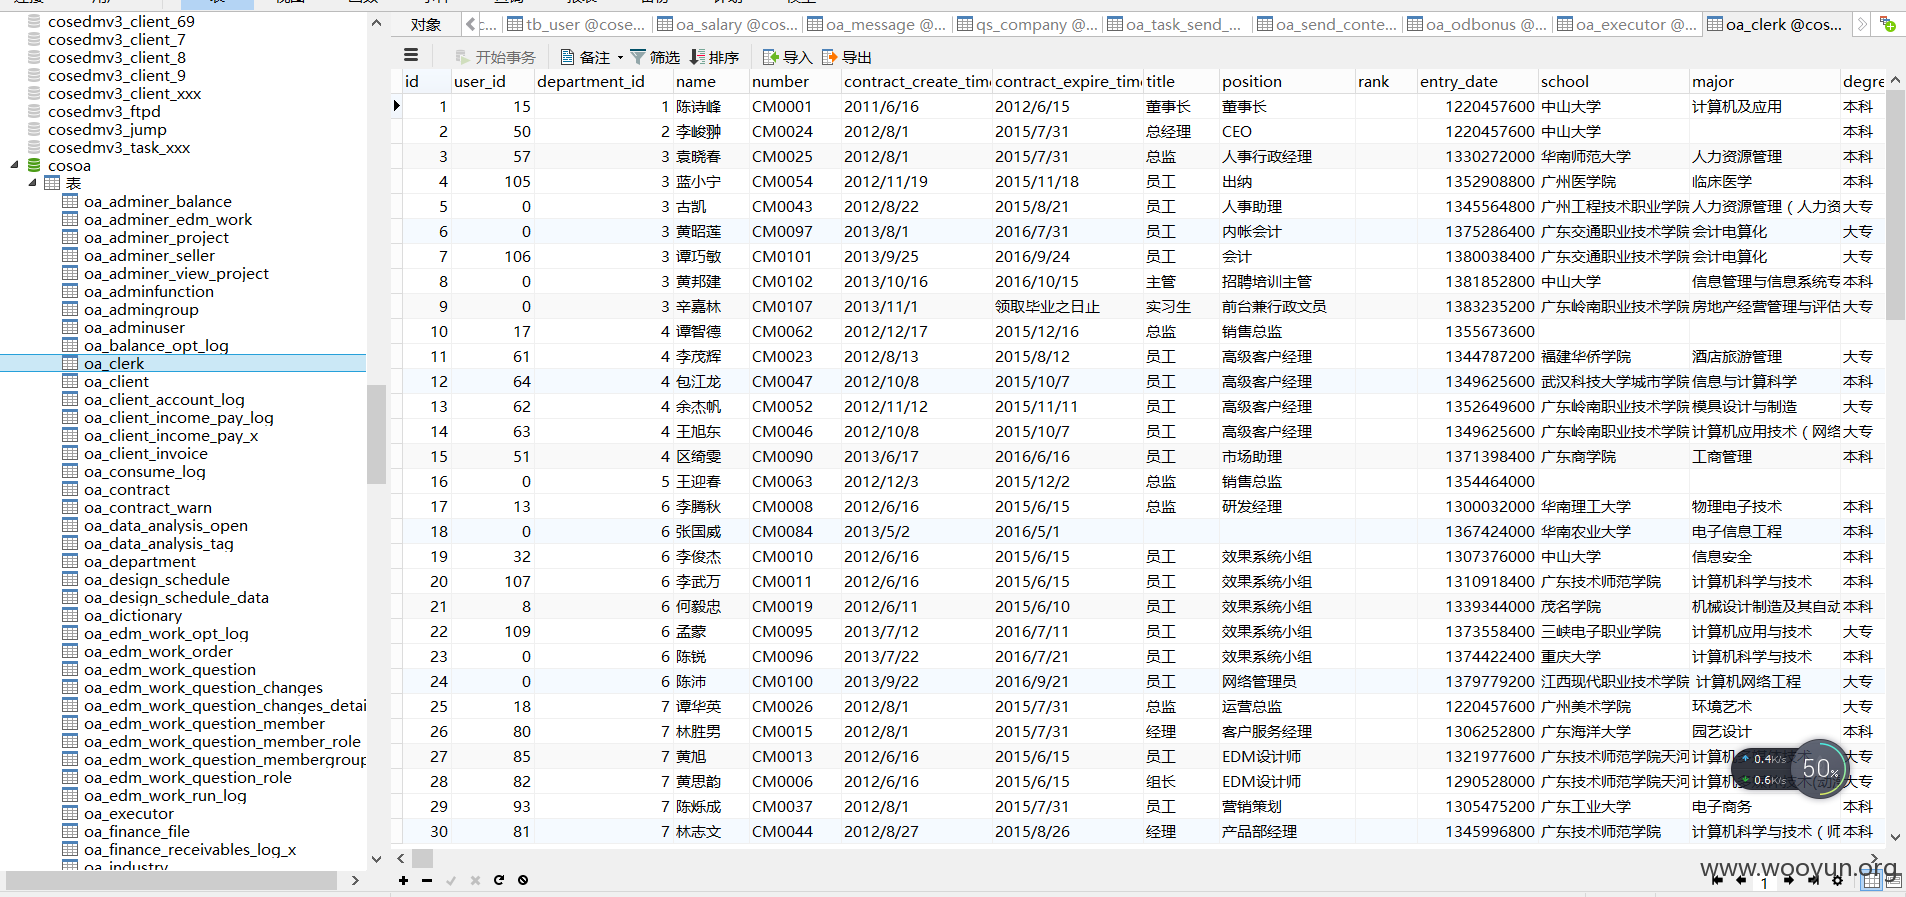 对象 c... tb_user @cose... oa_salary @cos... oa_message @... qs_company @... oa_task_send_... oa_send_conte... oa_odbonus @... oa_executor @... oa_clerk @cos...
开始事务 备注 筛选 排序 导入 导出
cosedmv3_client_69
cosedmv3_client_7
cosedmv3_client_8
cosedmv3_client_9
cosedmv3_client_xxx
cosedmv3_ftpd
cosedmv3_jump
cosedmv3_task_xxx
cosoa
表
oa_adminer_balance
oa_adminer_edm_work
oa_adminer_project
oa_adminer_seller
oa_adminer_view_project
oa_adminfunction
oa_admingroup
oa_adminuser
oa_balance_opt_log
oa_clerk
oa_client
oa_client_account_log
oa_client_income_pay_log
oa_client_income_pay_x
oa_client_invoice
oa_consume_log
oa_contract
oa_contract_warn
oa_data_analysis_open
oa_data_analysis_tag
oa_department
oa_design_schedule
oa_design_schedule_data
oa_dictionary
oa_edm_work_opt_log
oa_edm_work_order
oa_edm_work_question
oa_edm_work_question_changes
oa_edm_work_question_changes_detai
oa_edm_work_question_member
oa_edm_work_question_member_role
oa_edm_work_question_membergroup
oa_edm_work_question_role
oa_edm_work_run_log
oa_executor
oa_finance_file
oa_finance_receivables_log_x
oa_industry
id user_id department_id name number contract_create_time contract_expire_time title position rank entry_date school major degre
1 15 1 陈诗峰 CM0001 2011/6/16 2012/6/15 董事长 董事长 1220457600 中山大学 计算机及应用 本科
2 50 2 李峻翀 CM0024 2012/8/1 2015/7/31 总经理 CEO 1220457600 中山大学 本科
3 57 3 袁晓春 CM0025 2012/8/1 2015/7/31 总监 人事行政经理 1330272000 华南师范大学 人力资源管理 本科
4 105 3 蓝小宁 CM0054 2012/11/19 2015/11/18 员工 出纳 1352908800 广州医学院 临床医学 本科
5 0 3 古凯 CM0043 2012/8/22 2015/8/21 员工 人事助理 1345564800 广州工程技术职业学院 人力资源管理（人力资 大专
6 0 3 黄昭莲 CM0097 2013/8/1 2016/7/31 员工 内帐会计 1375286400 广东交通职业技术学院 会计电算化 大专
7 106 3 谭巧敏 CM0101 2013/9/25 2016/9/24 员工 会计 1380038400 广东交通职业技术学院 会计电算化 大专
8 0 3 黄邦建 CM0102 2013/10/16 2016/10/15 主管 招聘培训主管 1381852800 中山大学 信息管理与信息系统专 本科
9 0 3 辛嘉林 CM0107 2013/11/1 领取毕业之日止 实习生 前台兼行政文员 1383235200 广东岭南职业技术学院 房地产经营管理与评估 大专
10 17 4 谭智德 CM0062 2012/12/17 2015/12/16 总监 销售总监 1355673600
11 61 4 李茂辉 CM0023 2012/8/13 2015/8/12 员工 高级客户经理 1344787200 福建华侨学院 酒店旅游管理 大专
12 64 4 包江龙 CM0047 2012/10/8 2015/10/7 员工 高级客户经理 1349625600 武汉科技大学城市学院 信息与计算科学 本科
13 62 4 余杰帆 CM0052 2012/11/12 2015/11/11 员工 高级客户经理 1352649600 广东岭南职业技术学院 模具设计与制造 大专
14 63 4 王旭东 CM0046 2012/10/8 2015/10/7 员工 高级客户经理 1349625600 广东岭南职业技术学院 计算机应用技术（网络 大专
15 51 4 区绮雯 CM0090 2013/6/17 2016/6/16 员工 市场助理 1371398400 广东商学院 工商管理 本科
16 0 5 王迎春 CM0063 2012/12/3 2015/12/2 总监 销售总监 1354464000
17 13 6 李腾秋 CM0008 2012/6/16 2015/6/15 总监 研发经理 1300032000 华南理工大学 物理电子技术 本科
18 0 6 张国威 CM0084 2013/5/2 2016/5/1 1367424000 华南农业大学 电子信息工程 本科
19 32 6 李俊杰 CM0010 2012/6/16 2015/6/15 员工 效果系统小组 1307376000 中山大学 信息安全 本科
20 107 6 李武万 CM0011 2012/6/16 2015/6/15 员工 效果系统小组 1310918400 广东技术师范学院 计算机科学与技术 本科
21 8 6 何毅忠 CM0019 2012/6/11 2015/6/10 员工 效果系统小组 1339344000 茂名学院 机械设计制造及其自动 本科
22 109 6 孟蒙 CM0095 2013/7/12 2016/7/11 员工 效果系统小组 1373558400 三峡电子职业学院 计算机应用与技术 大专
23 0 6 陈锐 CM0096 2013/7/22 2016/7/21 员工 效果系统小组 1374422400 重庆大学 计算机科学与技术 本科
24 0 6 陈沛 CM0100 2013/9/22 2016/9/21 员工 网络管理员 1379779200 江西现代职业技术学院 计算机网络工程 大专
25 18 7 谭华英 CM0026 2012/8/1 2015/7/31 总监 运营总监 1220457600 广州美术学院 环境艺术 大专
26 80 7 林胜男 CM0015 2012/8/1 2015/7/31 经理 客户服务经理 1306252800 广东海洋大学 园艺设计 本科
27 85 7 黄旭 CM0013 2012/6/16 2015/6/15 员工 EDM设计师 1321977600 广东技术师范学院天河 计算机 大专
28 82 7 黄思韵 CM0006 2012/6/16 2015/6/15 组长 EDM设计师 1290528000 广东技术师范学院天河 计算机 大专
29 93 7 陈烁成 CM0037 2012/8/1 2015/7/31 员工 营销策划 1305475200 广东工业大学 电子商务 本科
30 81 7 林志文 CM0044 2012/8/27 2015/8/26 经理 产品部经理 1345996800 广东技术师范学院 计算机科学与技术（师 本科
0.4K/s
0.6K/s
50%
www.wooyun.org
1